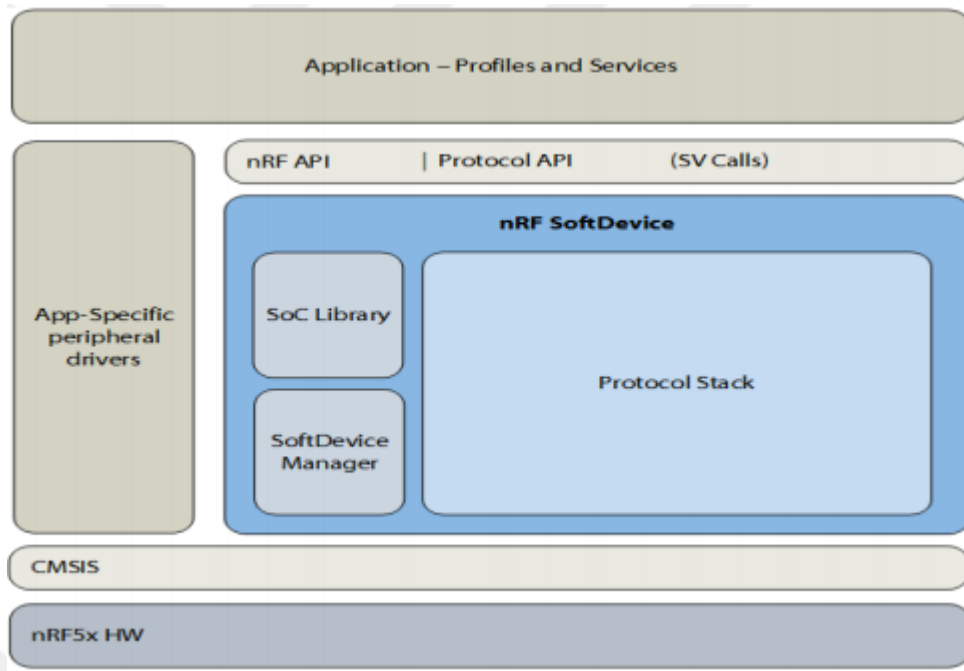 Application – Profiles and Services
nRF API | Protocol API (SV Calls)
nRF SoftDevice
App-Specific
peripheral
drivers
SoC Library
Protocol Stack
SoftDevice
Manager
CMSIS
nRF5x HW